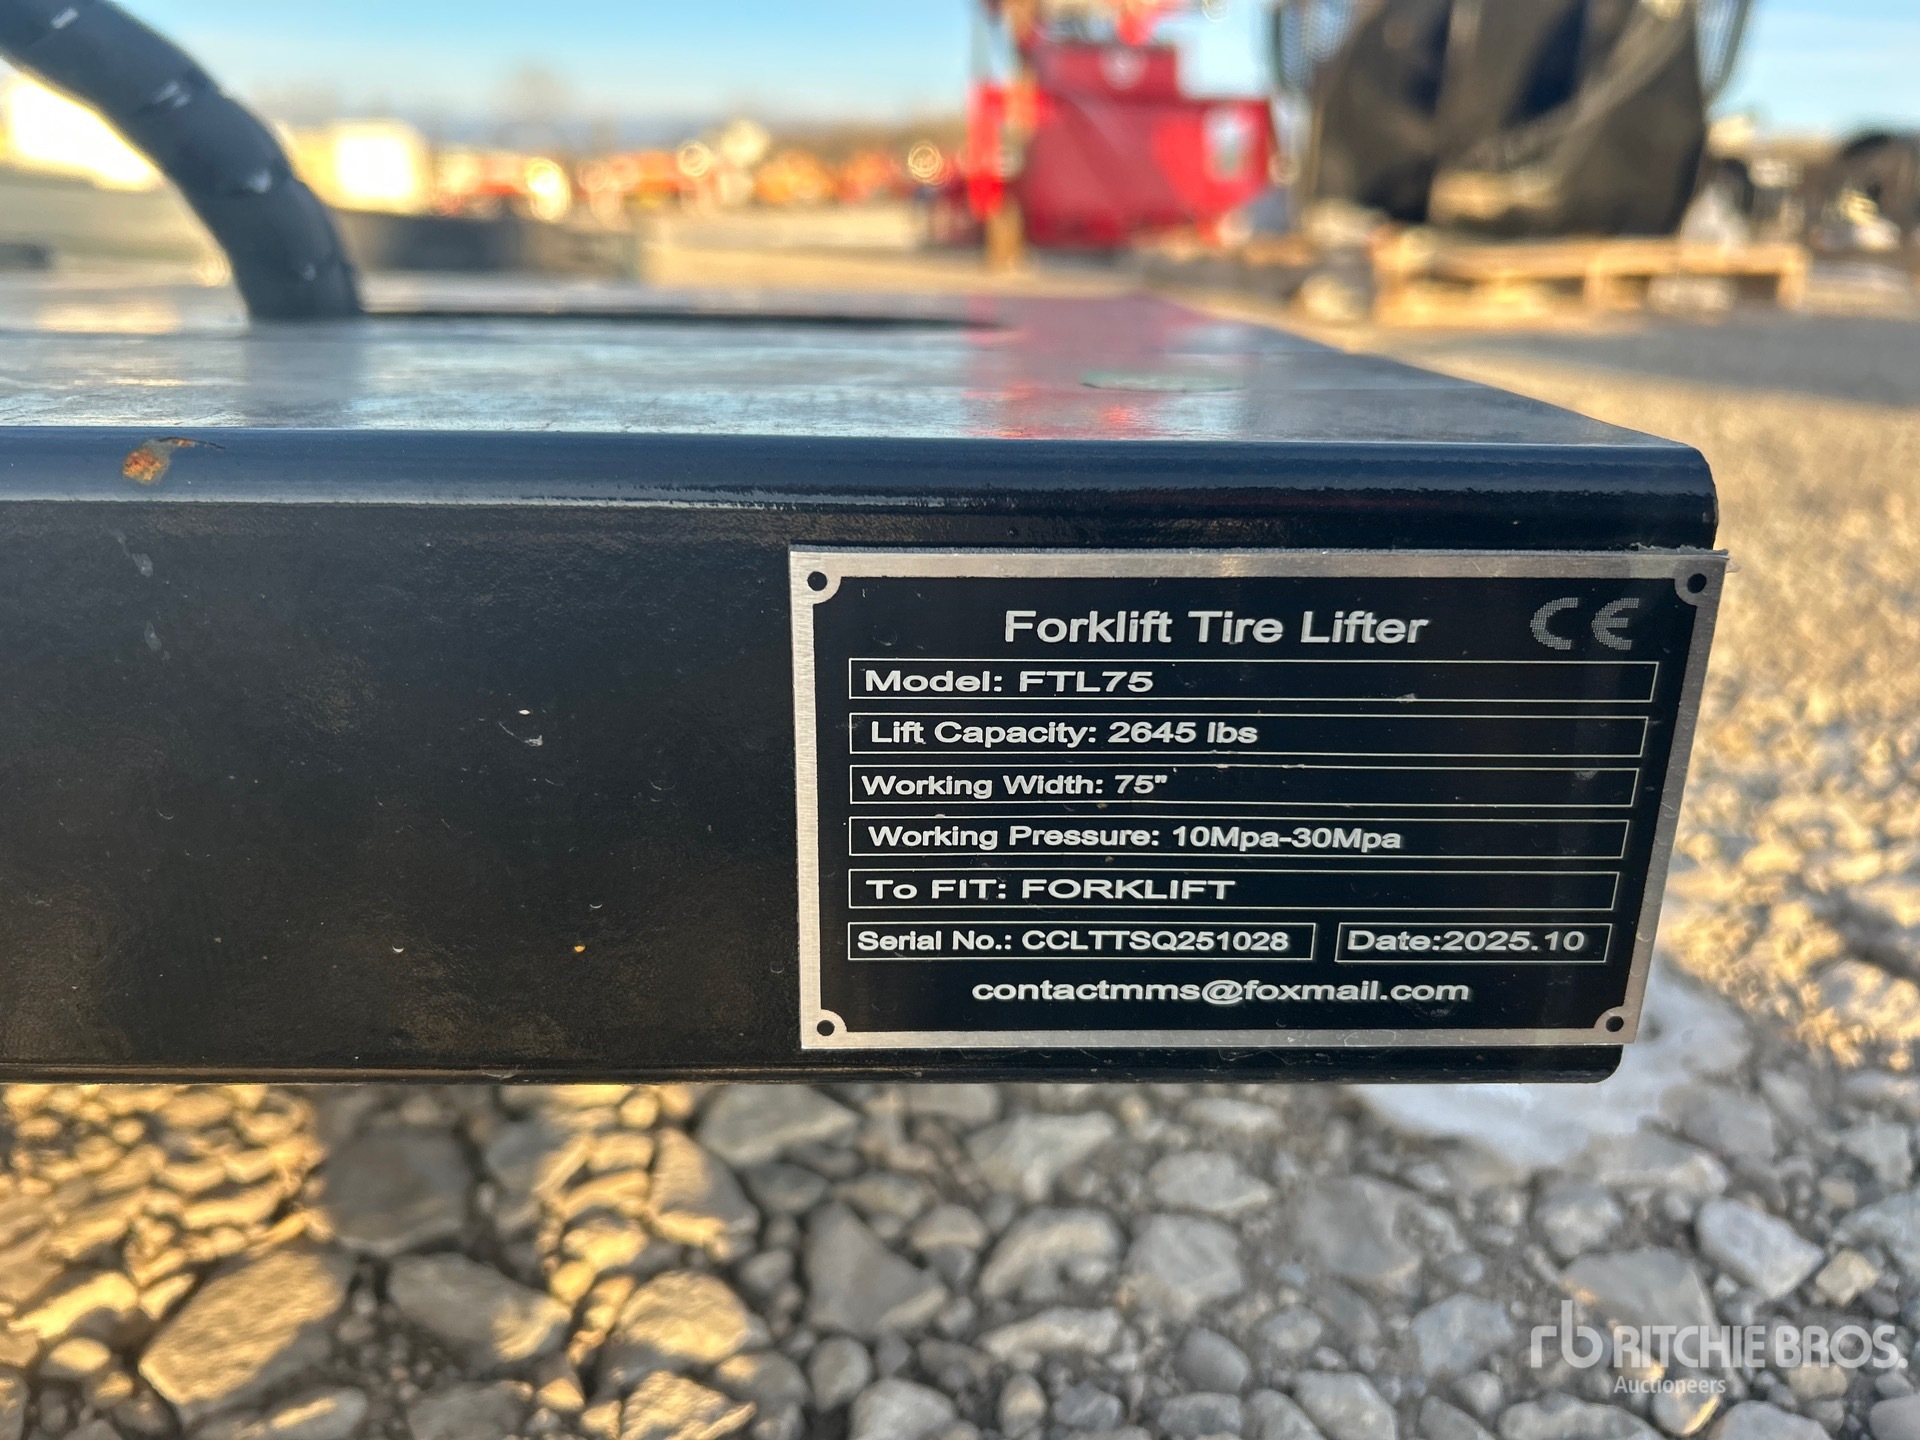 Forklift Tire Lifter CE
Model: FTL75
Lift Capacity: 2645 lbs
Working Width: 75"
Working Pressure: 10Mpa-30Mpa
To FIT: FORKLIFT
Serial No.: CCLTTSQ251028 Date:2025.10
contactmms@foxmail.com
rb RITCHIE BROS.
Auctioneers